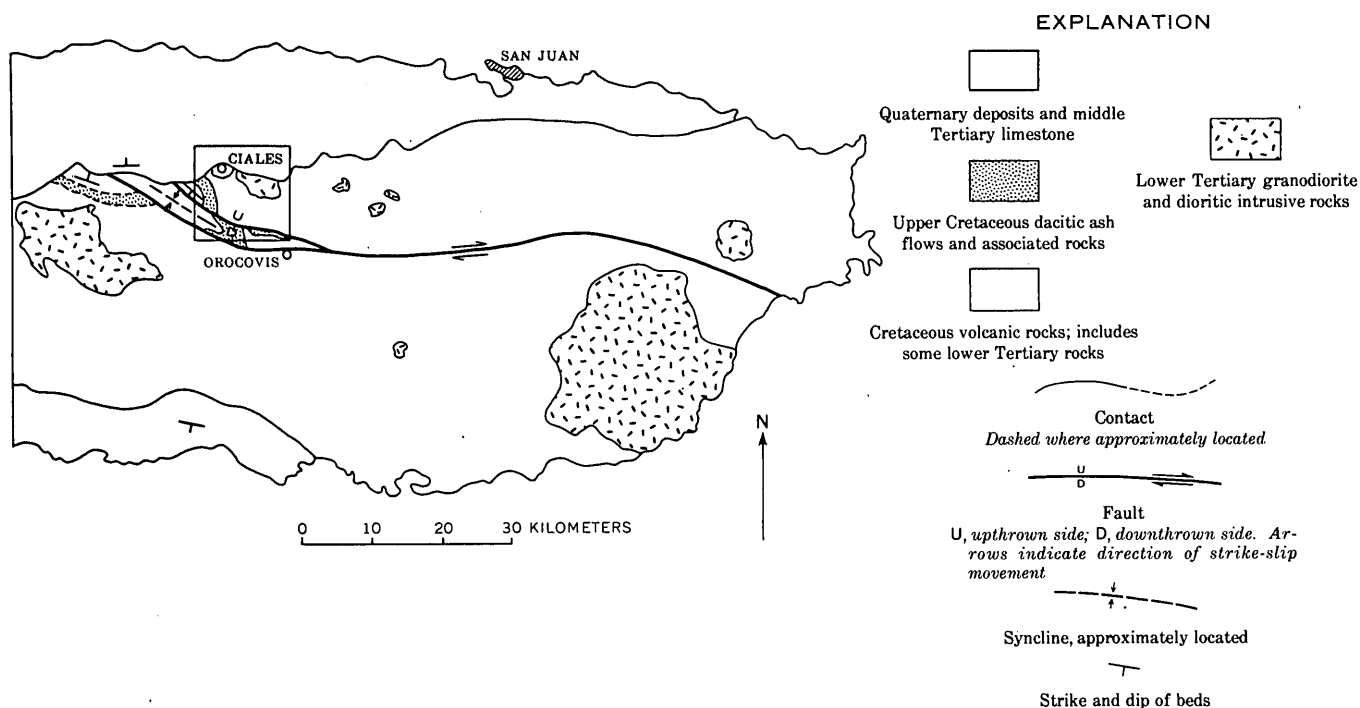 EXPLANATION
SAN JUAN
Quaternary deposits and middle
Tertiary limestone
CIALES
Lower Tertiary granodiorite
and dioritic intrusive rocks
U
D
Upper Cretaceous dacitic ash
flows and associated rocks
OROCOVIS
Cretaceous volcanic rocks; includes
some lower Tertiary rocks
N
Contact
Dashed where approximately located
0 10 20 30 KILOMETERS
U
D
Fault
U, upthrown side; D, downthrown side. Ar-
rows indicate direction of strike-slip
movement
Syncline, approximately located
Strike and dip of beds